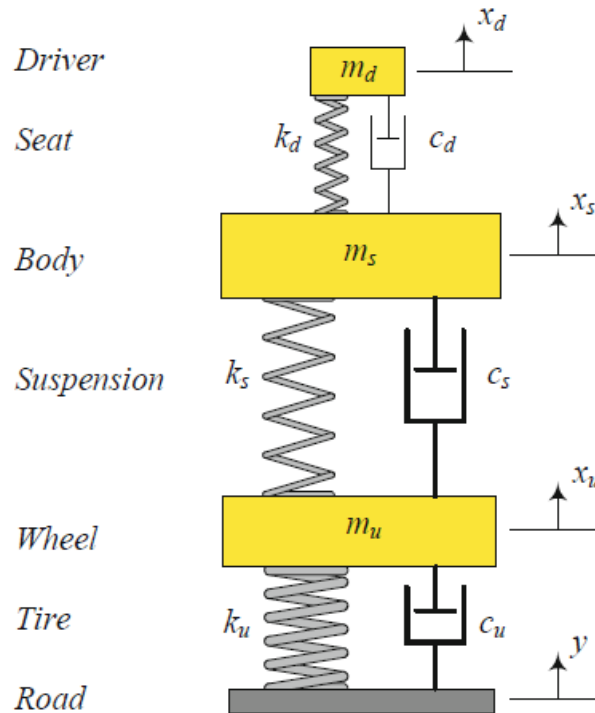 x_d
Driver m_d
Seat k_d c_d
x_s
Body m_s
Suspension k_s c_s
x_u
Wheel m_u
Tire k_u c_u
y
Road